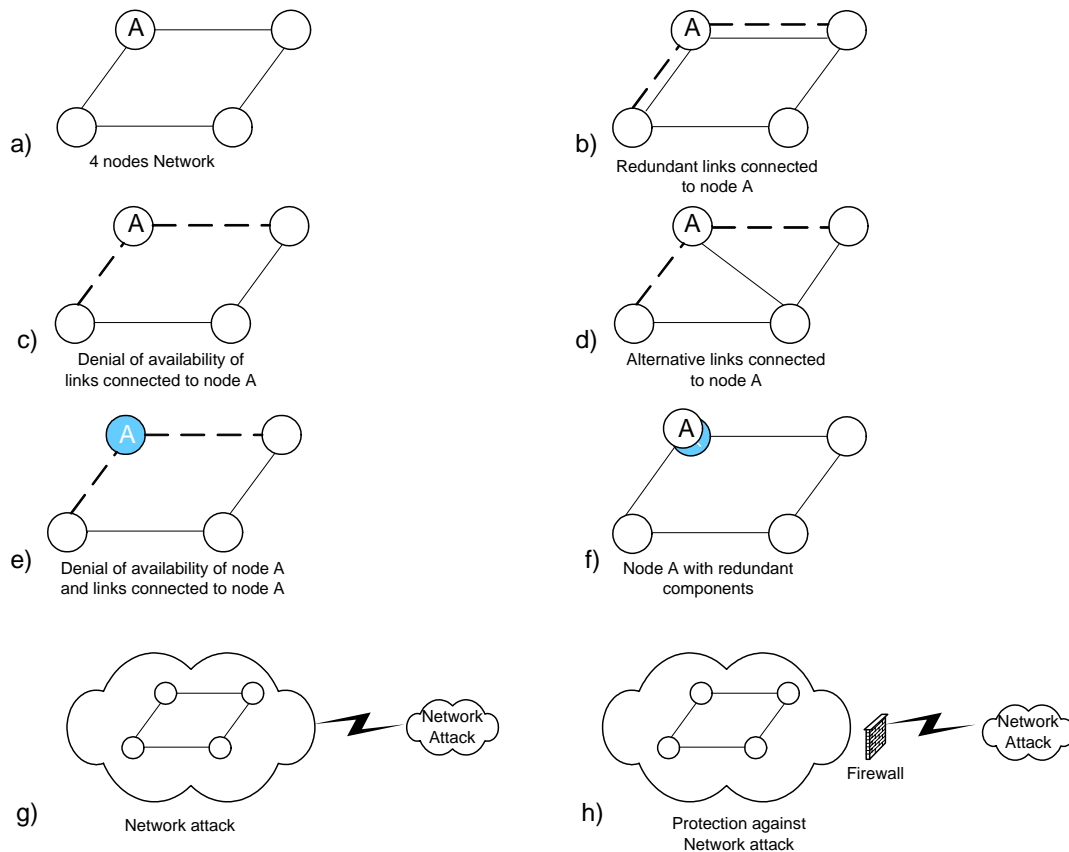 A
a)
4 nodes Network
A
b)
Redundant links connected
to node A
A
c)
Denial of availability of
links connected to node A
A
d)
Alternative links connected
to node A
A
e)
Denial of availability of node A
and links connected to node A
A
f)
Node A with redundant
components
Network
Attack
g)
Network attack
Network
Attack
Firewall
h)
Protection against
Network attack